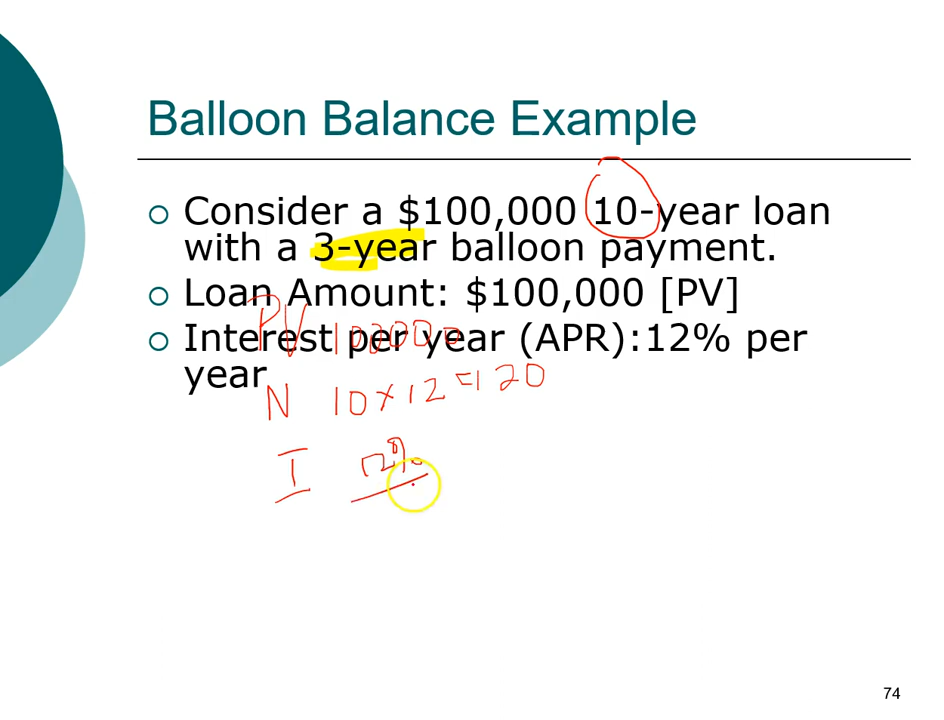 Balloon Balance Example
Consider a $100,000 10-year loan
with a 3-year balloon payment.
Loan Amount: $100,000 [PV]
PV 100000
Interest per year (APR):12% per
year
N 10 × 12 = 120
I 12%
74